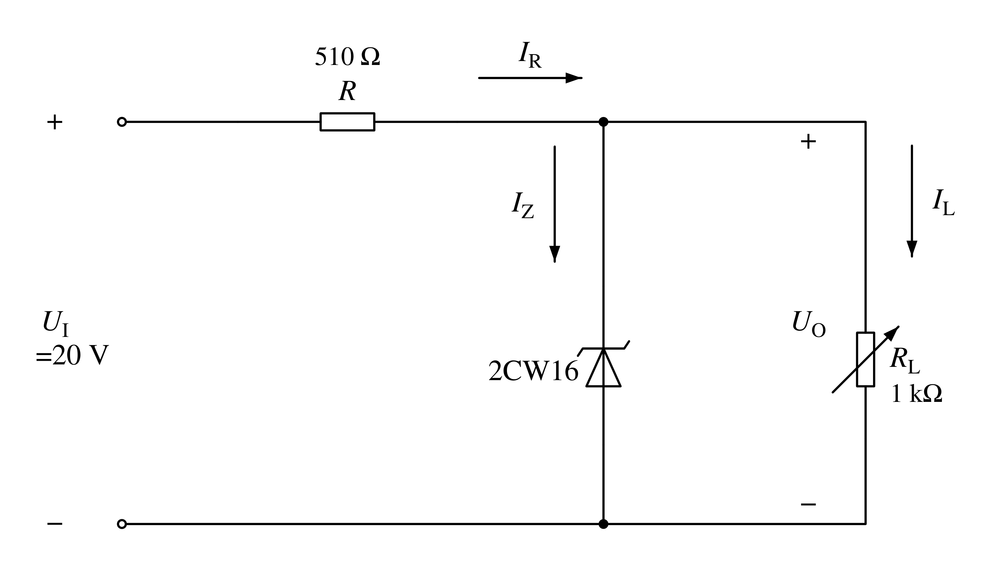 510 Ω
R
I_R
+
+
I_Z
I_L
U_I
=20 V
U_O
2CW16
R_L
1 kΩ
−
−